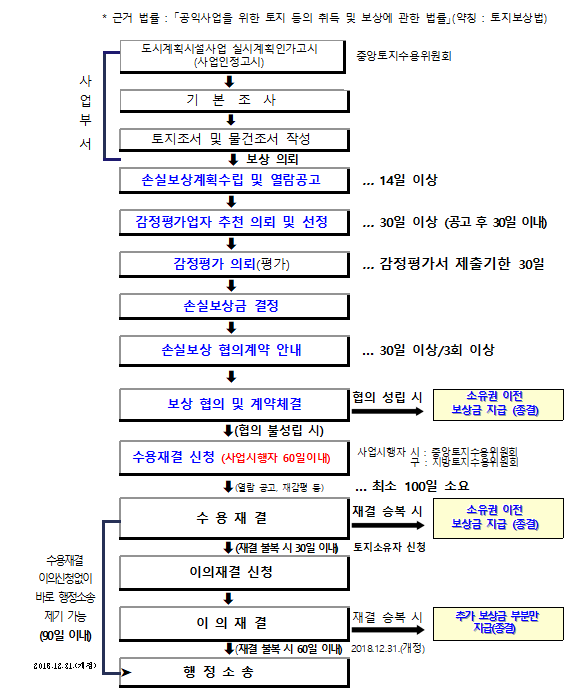 * 근거 법률 : 「공익사업을 위한 토지 등의 취득 및 보상에 관한 법률」(약칭 : 토지보상법)
도시계획시설사업 실시계획인가고시
(사업인정고시)
중앙토지수용위원회
사업부서
기 본 조 사
토지조서 및 물건조서 작성
보상 의뢰
손실보상계획수립 및 열람공고
... 14일 이상
감정평가업자 추천 의뢰 및 선정
... 30일 이상 (공고 후 30일 이내)
감정평가 의뢰(평가)
... 감정평가서 제출기한 30일
손실보상금 결정
손실보상 협의계약 안내
... 30일 이상/3회 이상
보상 협의 및 계약체결
협의 성립 시
소유권 이전
보상금 지급 (종결)
(협의 불성립 시)
수용재결 신청 (사업시행자 60일이내)
사업시행자 시 : 중앙토지수용위원회
구 : 지방토지수용위원회
(열람 공고, 재감평 등)
... 최소 100일 소요
수 용 재 결
재결 승복 시
소유권 이전
보상금 지급 (종결)
(재결 불복 시 30일 이내)
토지소유자 신청
수용재결
이의신청없이
바로 행정소송
제기 가능
(90일 이내)
2018.12.31.(개정)
이의재결 신청
이 의 재 결
재결 승복 시
추가 보상금 부분만
지급(종결)
(재결 불복 시 60일 이내)
2018.12.31.(개정)
행 정 소 송